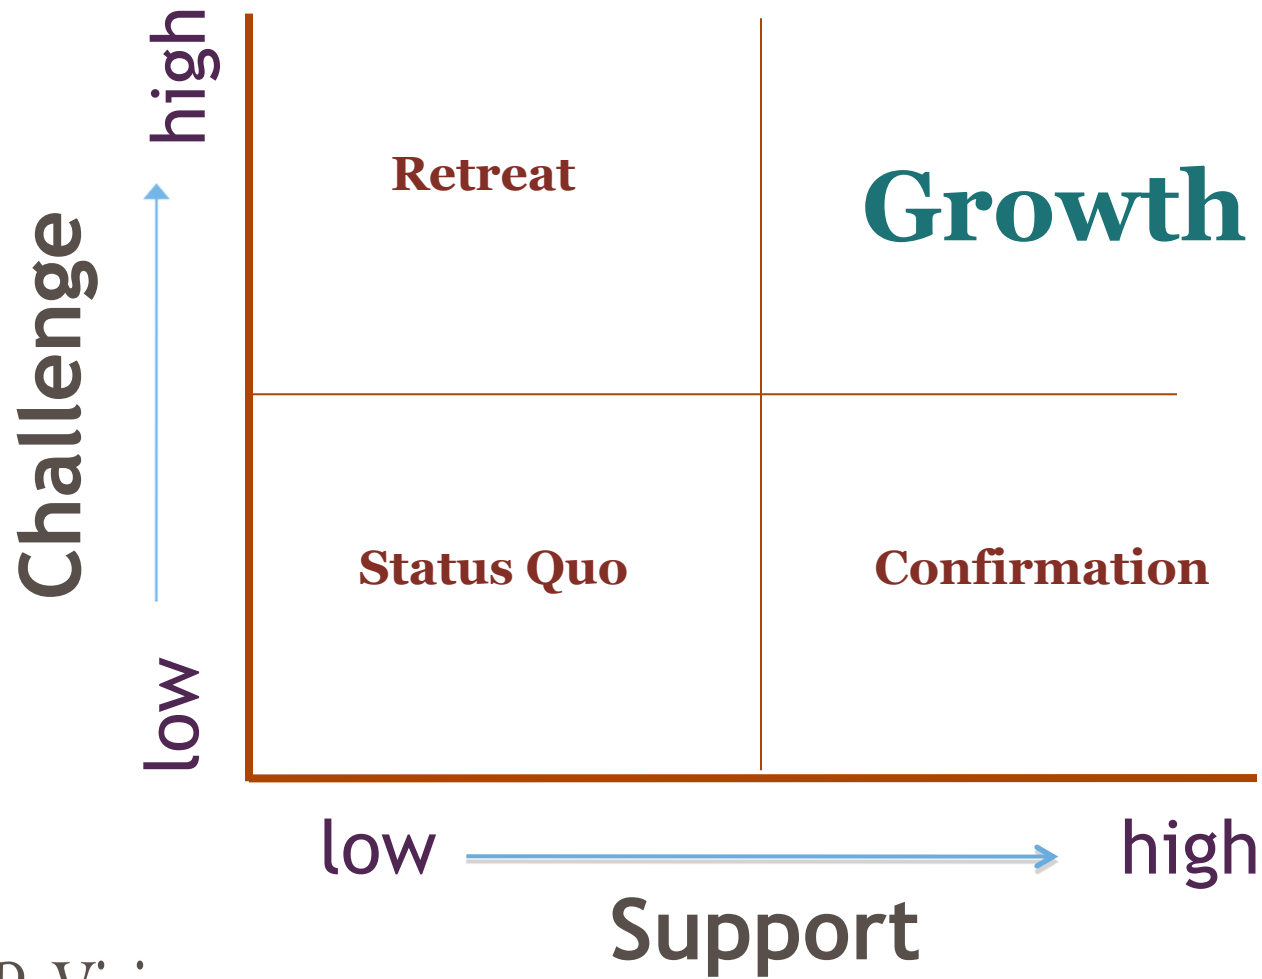 high
Retreat
Growth
Challenge
Status Quo
Confirmation
low
low
high
Support